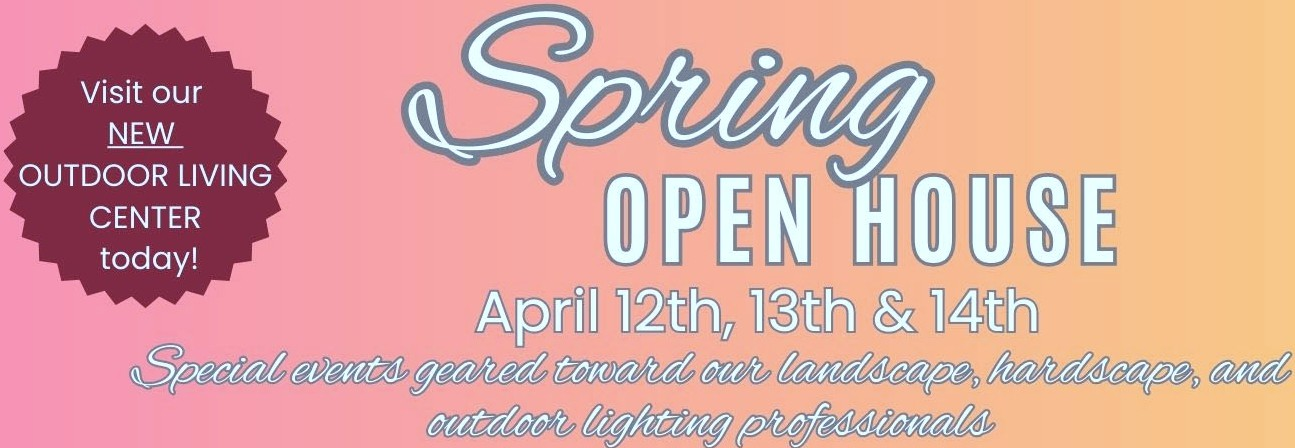 Visit our
NEW
OUTDOOR LIVING
CENTER
today!
Spring
OPEN HOUSE
April 12th, 13th & 14th
Special events geared toward our landscape, hardscape, and
outdoor lighting professionals